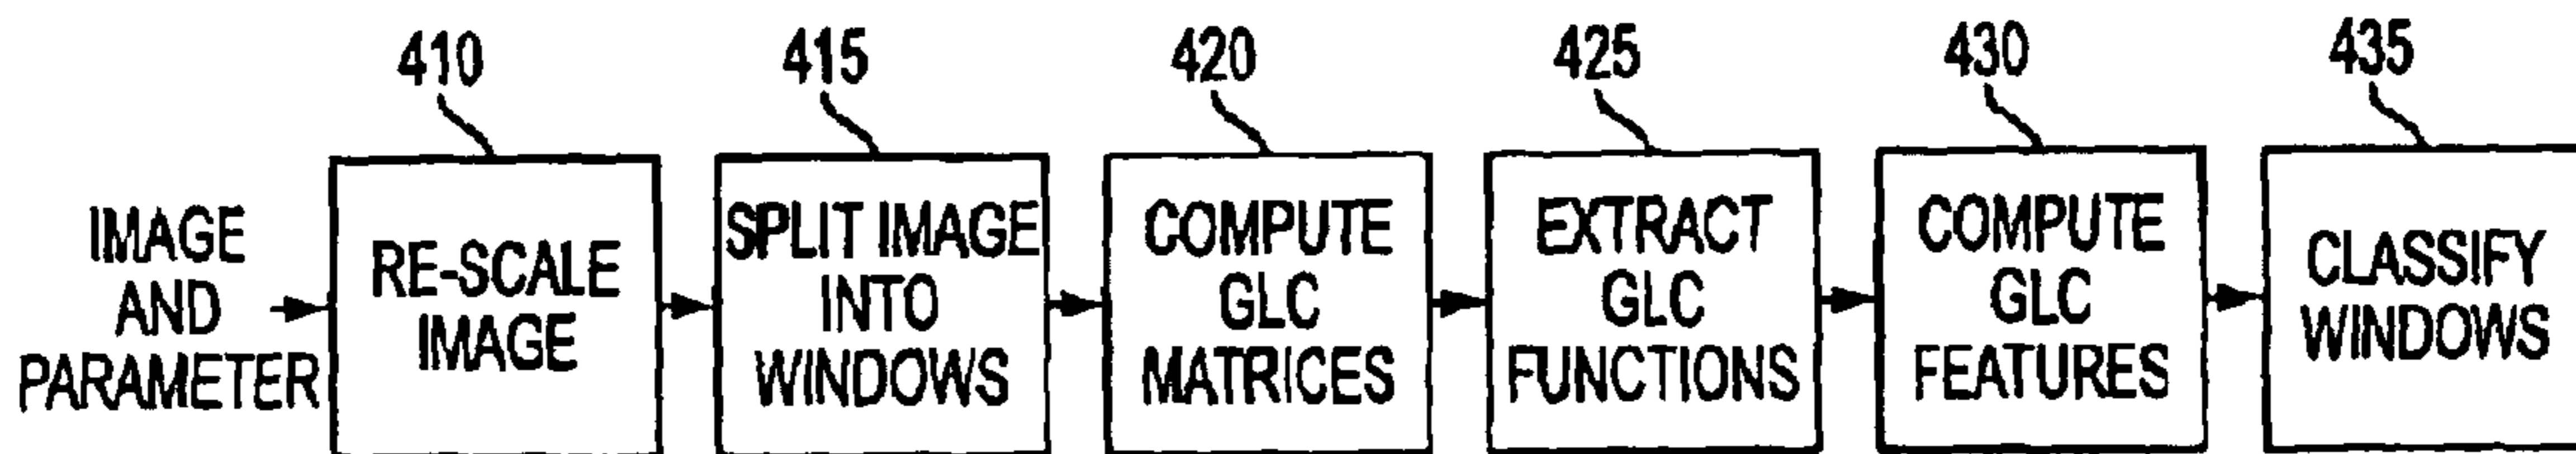 410
415
420
425
430
435
IMAGE
AND
PARAMETER
RE-SCALE
IMAGE
SPLIT IMAGE
INTO
WINDOWS
COMPUTE
GLC
MATRICES
EXTRACT
GLC
FUNCTIONS
COMPUTE
GLC
FEATURES
CLASSIFY
WINDOWS